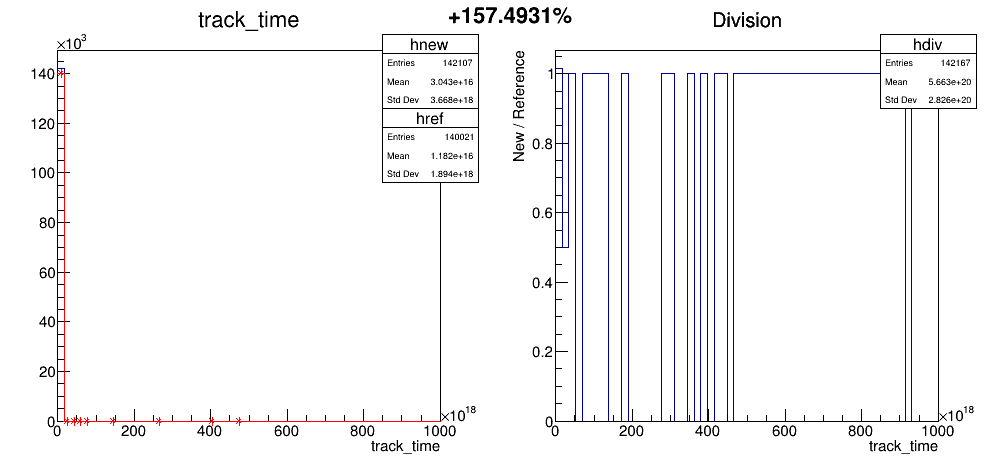 +157.4931%
track_time
×10³
hnew
Entries 142107
Mean 3.043e+16
Std Dev 3.668e+18
href
Entries 140021
Mean 1.182e+16
Std Dev 1.894e+18
140
120
100
80
60
40
20
0
0 200 400 600 800 1000
×10¹⁸
track_time
Division
hdiv
Entries 142167
Mean 5.663e+20
Std Dev 2.826e+20
New / Reference
1
0.8
0.6
0.4
0.2
0
0 200 400 600 800 1000
×10¹⁸
track_time